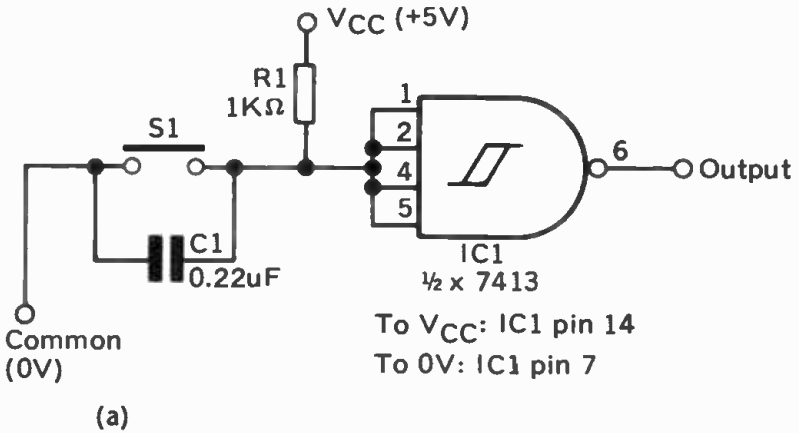 VCC (+5V)
R1
1KΩ
S1
1
2
4
5
6
Output
C1
0.22uF
IC1
½ x 7413
Common
(0V)
To VCC: IC1 pin 14
To 0V: IC1 pin 7
(a)